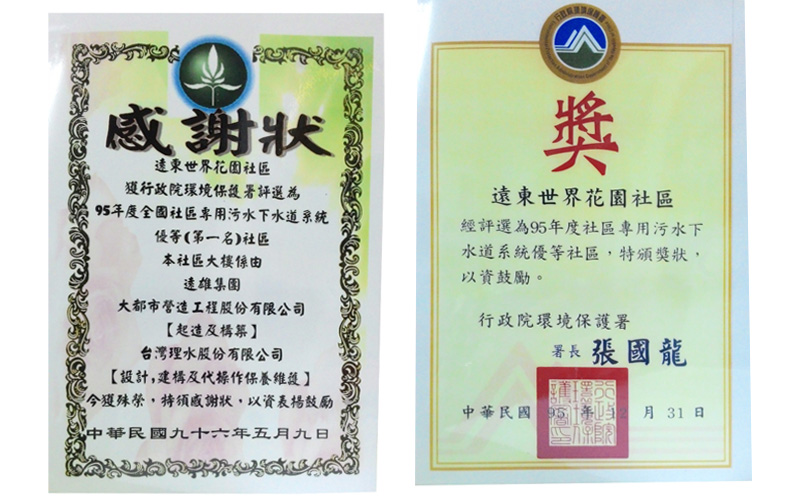 感謝狀
遠東世界花園社區
獲行政院環境保護署評選為
95年度全國社區專用污水下水道系統
優等(第一名)社區
本社區大樓係由
遠雄集團
大都市營造工程股份有限公司
【起造及構築】
台灣理水股份有限公司
【設計,建構及代操作保養維護】
今獲殊榮,特頒感謝狀,以資表揚鼓勵
中華民國九十六年五月九日
獎
遠東世界花園社區
經評選為95年度社區專用污水下
水道系統優等社區,特頒獎狀,
以資鼓勵。
行政院環境保護署
署長 張國龍
中華民國 95 年 12 月 31 日